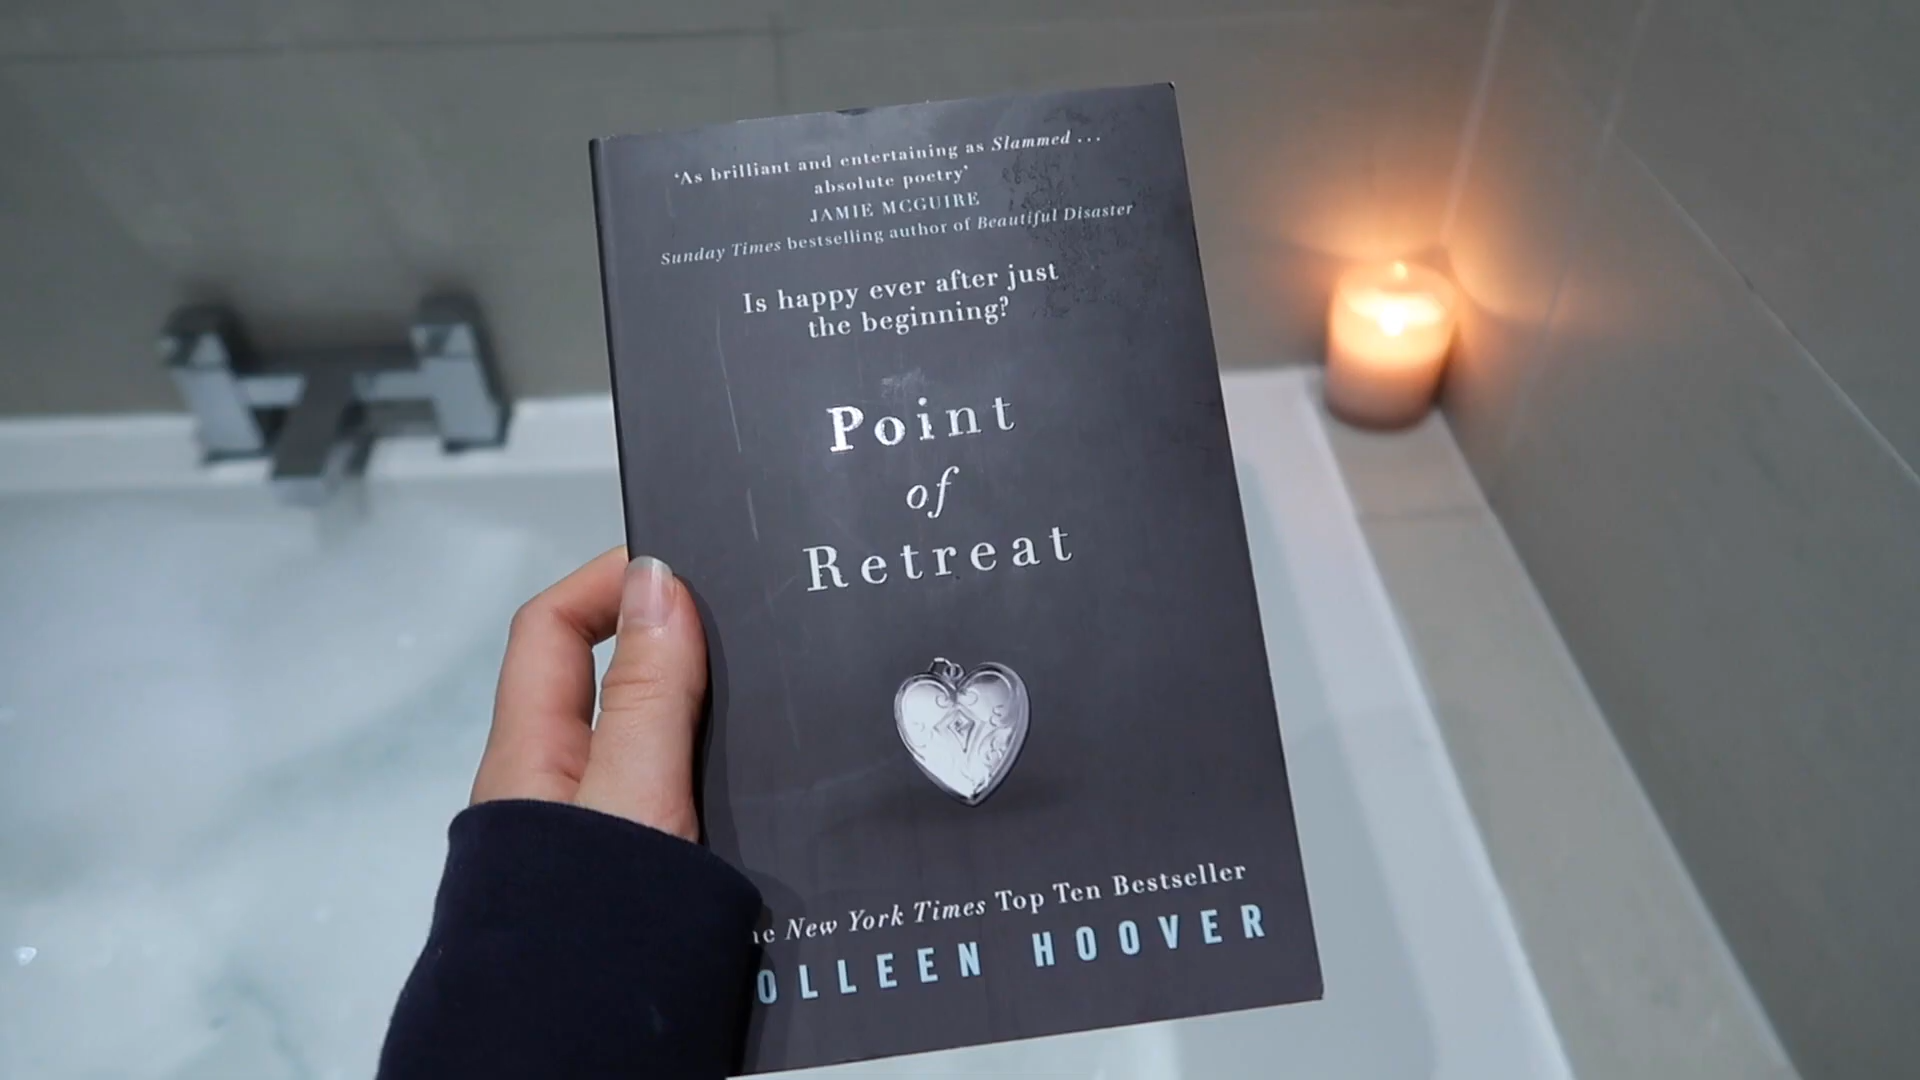 ‘As brilliant and entertaining as Slammed ...
absolute poetry’
JAMIE MCGUIRE
Sunday Times bestselling author of Beautiful Disaster
Is happy ever after just
the beginning?
Point
of
Retreat
New York Times Top Ten Bestseller
OLLEEN HOOVER